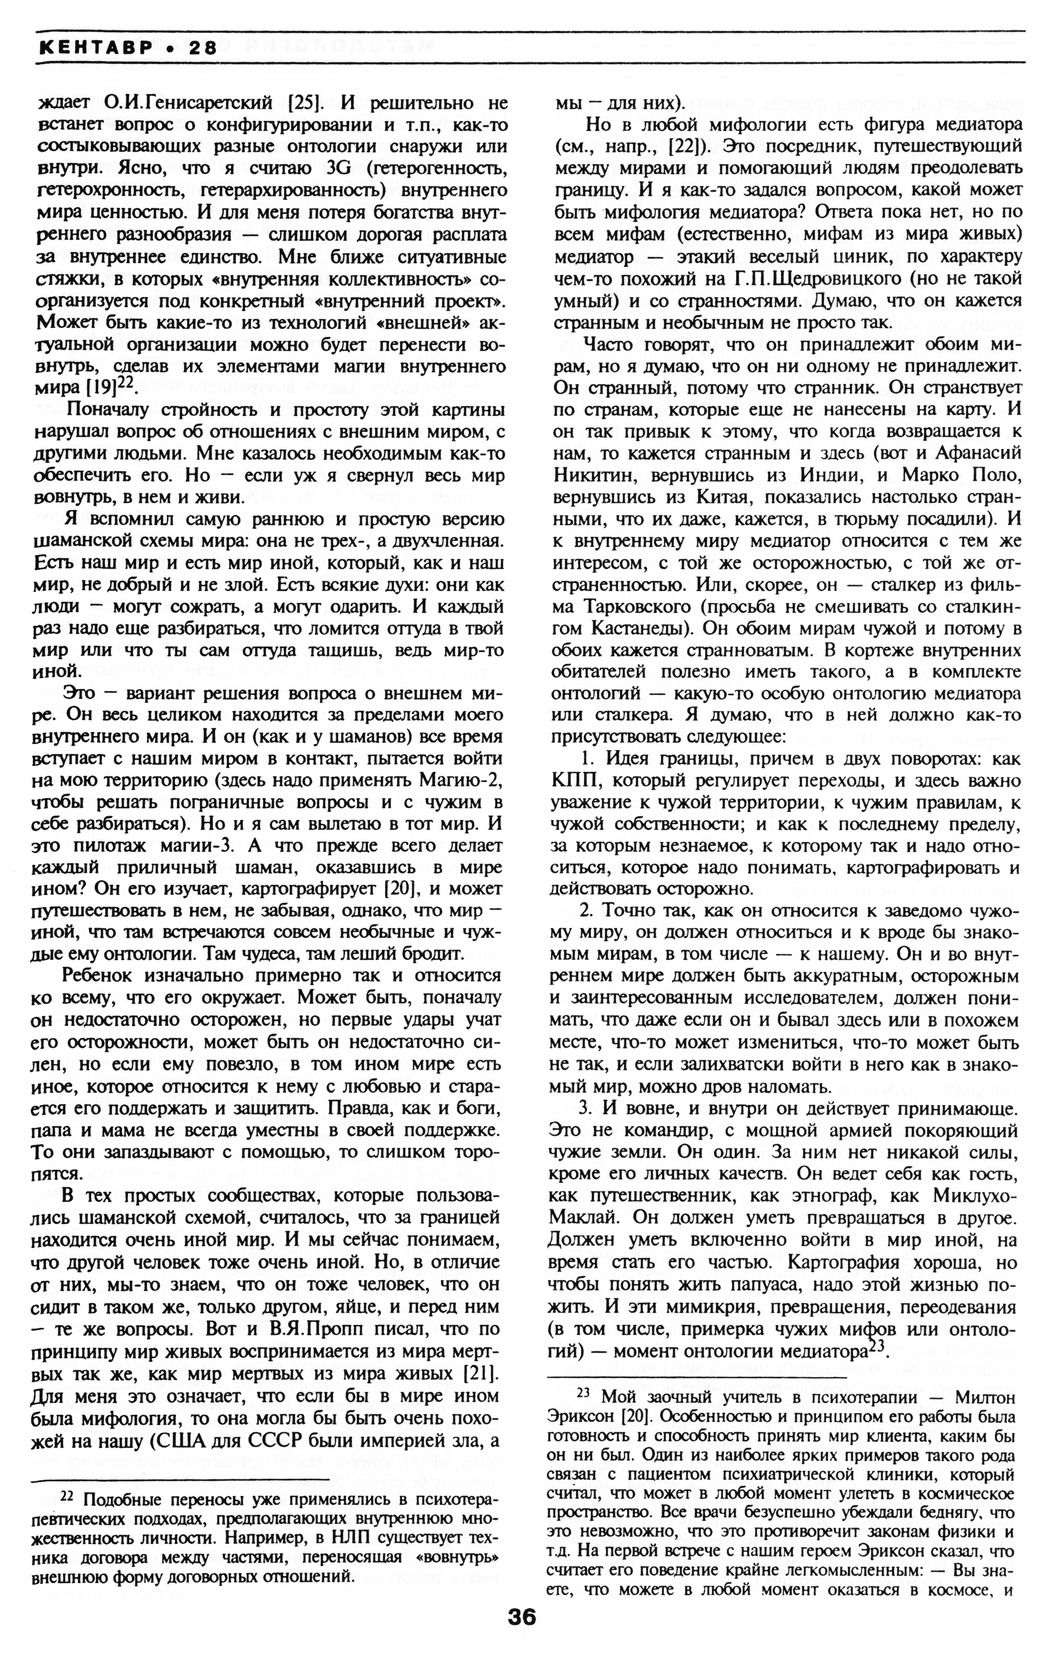 КЕНТАВР • 28
ждает О.И.Генисаретский [25]. И решительно не
встанет вопрос о конфигурировании и т.п., как-то
состыковывающих разные онтологии снаружи или
внутри. Ясно, что я считаю 3G (гетерогенность,
гетерохронность, гетерархированность) внутреннего
мира ценностью. И для меня потеря богатства внут-
реннего разнообразия — слишком дорогая расплата
за внутреннее единство. Мне ближе ситуативные
стяжки, в которых «внутренняя коллективность» со-
организуется под конкретный «внутренний проект».
Может быть какие-то из технологий «внешней» ак-
туальной организации можно будет перенести во-
внутрь, сделав их элементами магии внутреннего
мира [19]²².
Поначалу стройность и простоту этой картины
нарушал вопрос об отношениях с внешним миром, с
другими людьми. Мне казалось необходимым как-то
обеспечить его. Но — если уж я свернул весь мир
вовнутрь, в нем и живи.
Я вспомнил самую раннюю и простую версию
шаманской схемы мира: она не трех-, а двухчленная.
Есть наш мир и есть мир иной, который, как и наш
мир, не добрый и не злой. Есть всякие духи: они как
люди — могут сожрать, а могут одарить. И каждый
раз надо еще разбираться, что ломится оттуда в твой
мир или что ты сам оттуда тащишь, ведь мир-то
иной.
Это — вариант решения вопроса о внешнем ми-
ре. Он весь целиком находится за пределами моего
внутреннего мира. И он (как и у шаманов) все время
вступает с нашим миром в контакт, пытается войти
на мою территорию (здесь надо применять Магию-2,
чтобы решать пограничные вопросы и с чужим в
себе разбираться). Но и я сам вылетаю в тот мир. И
это пилотаж магии-3. А что прежде всего делает
каждый приличный шаман, оказавшись в мире
ином? Он его изучает, картографирует [20], и может
путешествовать в нем, не забывая, однако, что мир —
иной, что там встречаются совсем необычные и чуж-
дые ему онтологии. Там чудеса, там леший бродит.
Ребенок изначально примерно так и относится
ко всему, что его окружает. Может быть, поначалу
он недостаточно осторожен, но первые удары учат
его осторожности, может быть он недостаточно си-
лен, но если ему повезло, в том ином мире есть
иное, которое относится к нему с любовью и стара-
ется его поддержать и защитить. Правда, как и боги,
папа и мама не всегда уместны в своей поддержке.
То они запаздывают с помощью, то слишком торо-
пятся.
В тех простых сообществах, которые пользова-
лись шаманской схемой, считалось, что за границей
находится очень иной мир. И мы сейчас понимаем,
что другой человек тоже очень иной. Но, в отличие
от них, мы-то знаем, что он тоже человек, что он
сидит в таком же, только другом, яйце, и перед ним
— те же вопросы. Вот и В.Я.Пропп писал, что по
принципу мир живых воспринимается из мира мерт-
вых так же, как мир мертвых из мира живых [21].
Для меня это означает, что если бы в мире ином
была мифология, то она могла бы быть очень похо-
жей на нашу (США для СССР были империей зла, а
²² Подобные переносы уже применялись в психотера-
певтических подходах, предполагающих внутреннюю мно-
жественность личности. Например, в НЛП существует тех-
ника договора между частями, переносящая «вовнутрь»
внешнюю форму договорных отношений.
мы — для них).
Но в любой мифологии есть фигура медиатора
(см., напр., [22]). Это посредник, путешествующий
между мирами и помогающий людям преодолевать
границу. И я как-то задался вопросом, какой может
быть мифология медиатора? Ответа пока нет, но по
всем мифам (естественно, мифам из мира живых)
медиатор — этакий веселый циник, по характеру
чем-то похожий на Г.П.Щедровицкого (но не такой
умный) и со странностями. Думаю, что он кажется
странным и необычным не просто так.
Часто говорят, что он принадлежит обоим ми-
рам, но я думаю, что он ни одному не принадлежит.
Он странный, потому что странник. Он странствует
по странам, которые еще не нанесены на карту. И
он так привык к этому, что когда возвращается к
нам, то кажется странным и здесь (вот и Афанасий
Никитин, вернувшись из Индии, и Марко Поло,
вернувшись из Китая, показались настолько стран-
ными, что их даже, кажется, в тюрьму посадили). И
к внутреннему миру медиатор относится с тем же
интересом, с той же осторожностью, с той же от-
страненностью. Или, скорее, он — сталкер из филь-
ма Тарковского (просьба не смешивать со сталкин-
гом Кастанеды). Он обоим мирам чужой и потому в
обоих кажется странноватым. В кортеже внутренних
обитателей полезно иметь такого, а в комплекте
онтологий — какую-то особую онтологию медиатора
или сталкера. Я думаю, что в ней должно как-то
присутствовать следующее:
1. Идея границы, причем в двух поворотах: как
КПП, который регулирует переходы, и здесь важно
уважение к чужой территории, к чужим правилам, к
чужой собственности; и как к последнему пределу,
за которым незнаемое, к которому так и надо отно-
ситься, которое надо понимать, картографировать и
действовать осторожно.
2. Точно так, как он относится к заведомо чужо-
му миру, он должен относиться и к вроде бы знако-
мым мирам, в том числе — к нашему. Он и во внут-
реннем мире должен быть аккуратным, осторожным
и заинтересованным исследователем, должен пони-
мать, что даже если он и бывал здесь или в похожем
месте, что-то может измениться, что-то может быть
не так, и если залихватски войти в него как в знако-
мый мир, можно дров наломать.
3. И вовне, и внутри он действует принимающе.
Это не командир, с мощной армией покоряющий
чужие земли. Он один. За ним нет никакой силы,
кроме его личных качеств. Он ведет себя как гость,
как путешественник, как этнограф, как Миклухо-
Маклай. Он должен уметь превращаться в другое.
Должен уметь включенно войти в мир иной, на
время стать его частью. Картография хороша, но
чтобы понять жить папуаса, надо этой жизнью по-
жить. И эти мимикрия, превращения, переодевания
(в том числе, примерка чужих мифов или онтоло-
гий) — момент онтологии медиатора²³.
²³ Мой заочный учитель в психотерапии — Милтон
Эриксон [20]. Особенностью и принципом его работы была
готовность и способность принять мир клиента, каким бы
он ни был. Один из наиболее ярких примеров такого рода
связан с пациентом психиатрической клиники, который
считал, что может в любой момент улететь в космическое
пространство. Все врачи безуспешно убеждали беднягу, что
это невозможно, что это противоречит законам физики и
т.д. На первой встрече с нашим героем Эриксон сказал, что
считает его поведение крайне легкомысленным: — Вы зна-
ете, что можете в любой момент оказаться в космосе, и
36